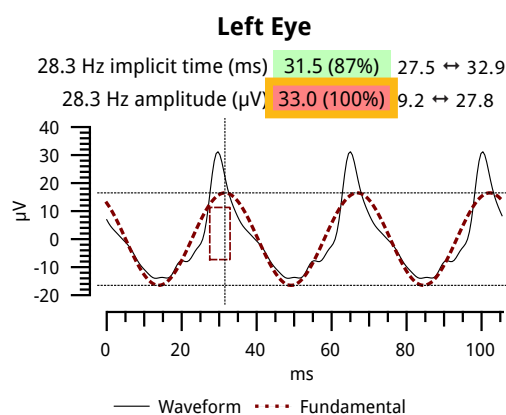 Left Eye
28.3 Hz implicit time (ms) 31.5 (87%) 27.5 ↔ 32.9
28.3 Hz amplitude (µV) 33.0 (100%) 9.2 ↔ 27.8
40
30
20
10
0
-10
-20
µV
0 20 40 60 80 100
ms
Waveform Fundamental